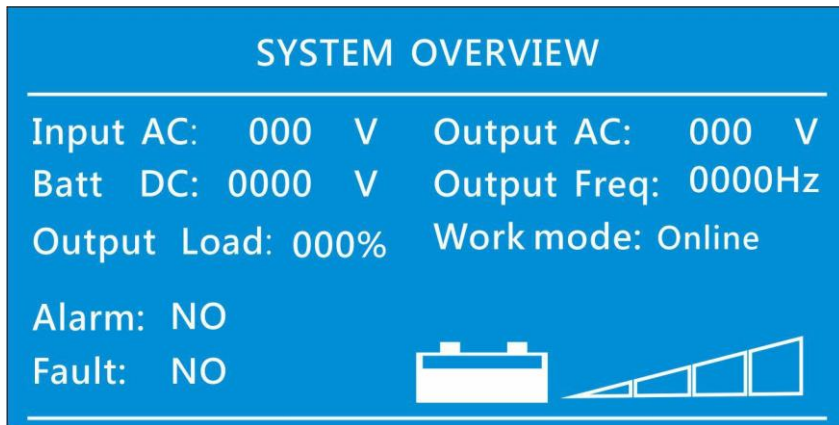 SYSTEM OVERVIEW
Input AC: 000 V Output AC: 000 V
Batt DC: 0000 V Output Freq: 0000Hz
Output Load: 000% Work mode: Online
Alarm: NO
Fault: NO